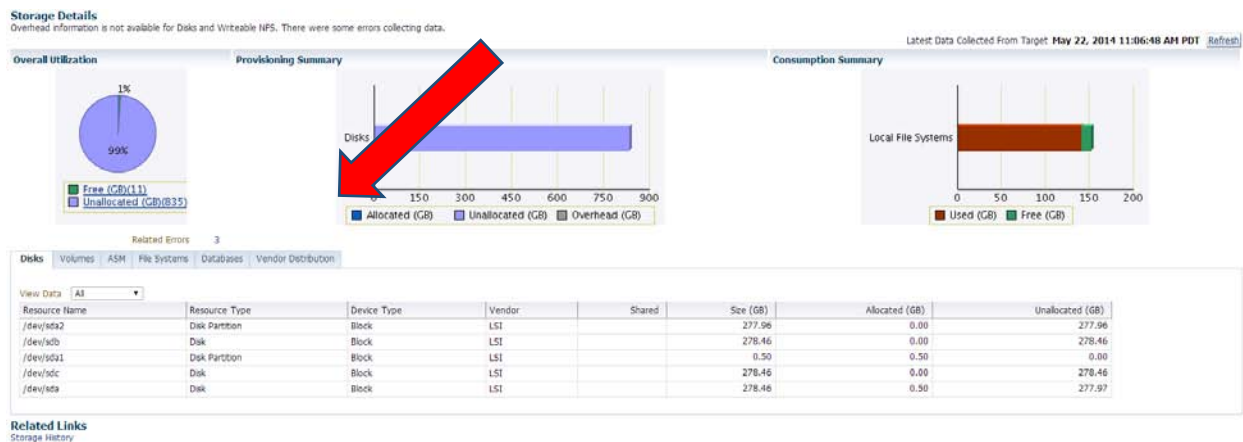 Storage Details
Overhead information is not available for Disks and Writeable NFS. There were some errors collecting data.
Latest Data Collected From Target May 22, 2014 11:06:48 AM PDT Refresh
Overall Utilization Provisioning Summary Consumption Summary
1%
99%
Free (GB)(11)
Unallocated (GB)(835)
Disks
0 150 300 450 600 750 900
Allocated (GB) Unallocated (GB) Overhead (GB)
Local File Systems
0 50 100 150 200
Used (GB) Free (GB)
Related Errors 3
Disks Volumes ASM File Systems Databases Vendor Distribution
View Data All
Resource Name Resource Type Device Type Vendor Shared Size (GB) Allocated (GB) Unallocated (GB)
/dev/sda2 Disk Partition Block LSI 277.96 0.00 277.96
/dev/sdb Disk Block LSI 278.46 0.00 278.46
/dev/sda1 Disk Partition Block LSI 0.50 0.50 0.00
/dev/sdc Disk Block LSI 278.46 0.00 278.46
/dev/sda Disk Block LSI 278.46 0.50 277.97
Related Links
Storage History